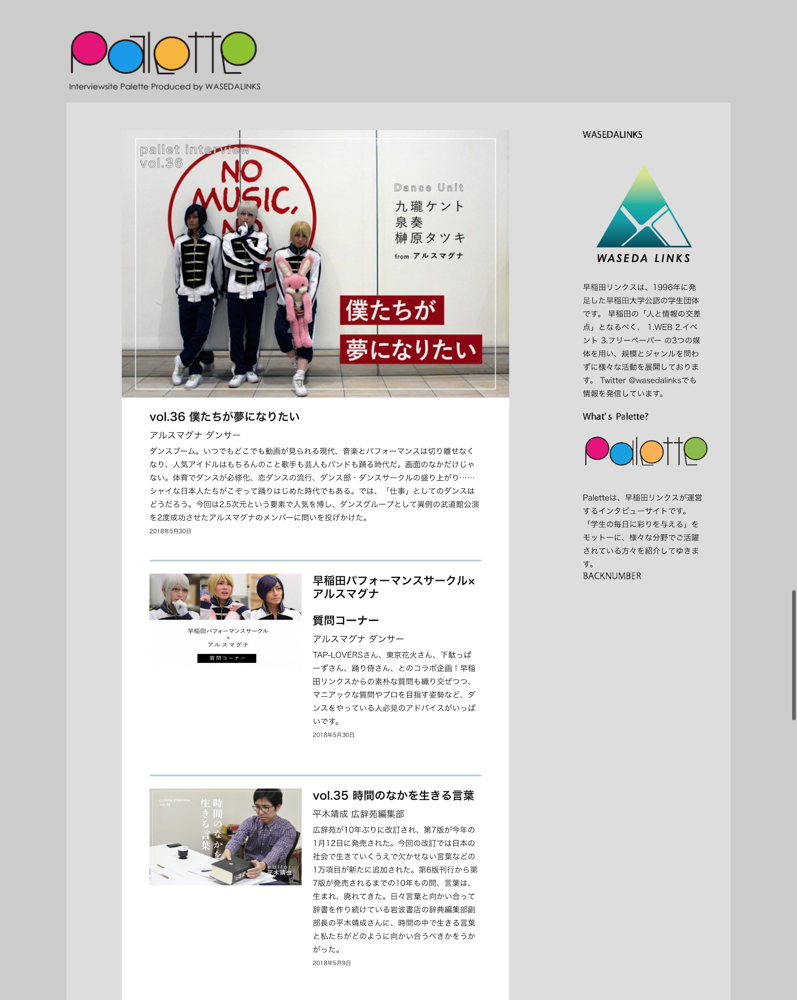 palette
Interviewsite Palette Produced by WASEDALINKS
pallet interview
vol.36
NO
MUSIC,
Dance Unit
九瓏ケント
泉奏
榊原タツキ
from アルスマグナ
僕たちが
夢になりたい
vol.36 僕たちが夢になりたい
アルスマグナ ダンサー
ダンスブーム。いつでもどこでも動画が見られる現代、音楽とパフォーマンスは切り離せなく
なり、人気アイドルはもちろんのこと歌手も芸人もバンドも踊る時代だ。画面のなかだけじゃ
ない。体育でダンスが必修化、恋ダンスの流行、ダンス部・ダンスサークルの盛り上がり……
シャイな日本人たちがこぞって踊りはじめた時代でもある。では、「仕事」としてのダンスは
どうだろう。今回は2.5次元という要素で人気を博し、ダンスグループとして異例の武道館公演
を2度成功させたアルスマグナのメンバーに問いを投げかけた。
2018年5月30日
早稲田パフォーマンスサークル
×
アルスマグナ
質問コーナー
早稲田パフォーマンスサークル×
アルスマグナ
質問コーナー
アルスマグナ ダンサー
TAP-LOVERSさん、東京花火さん、下駄っぱ
ーずさん、踊り侍さん、とのコラボ企画！早稲
田リンクスからの素朴な質問も織り交ぜつつ、
マニアックな質問やプロを目指す姿勢など、ダ
ンスをやっている人必見のアドバイスがいっぱ
いです。
2018年5月30日
pallete interview
vol.35
時間のなかを
生きる言葉
editor
平木靖也
vol.35 時間のなかを生きる言葉
平木靖成 広辞苑編集部
広辞苑が10年ぶりに改訂され、第7版が今年の
1月12日に発売された。今回の改訂では日本の
社会で生きていくうえで欠かせない言葉などの
1万項目が新たに追加された。第6版刊行から第
7版が発売されるまでの10年もの間、言葉は、
生まれ、廃れてきた。日々言葉と向かい合って
辞書を作り続けている岩波書店の辞典編集部副
部長の平木靖成さんに、時間の中で生きる言葉
と私たちがどのように向かい合うべきかをうか
がった。
2018年5月9日
WASEDALINKS
WASEDA LINKS
早稲田リンクスは、1996年に発
足した早稲田大学公認の学生団体
です。 早稲田の「人と情報の交差
点」となるべく、 1.WEB 2.イベ
ント 3.フリーペーパー の3つの媒
体を用い、規模とジャンルを問わ
ずに様々な活動を展開しておりま
す。 Twitter @wasedalinksでも
情報を発信しています。
What's Palette?
palette
Paletteは、早稲田リンクスが運営
するインタビューサイトです。
「学生の毎日に彩りを与える」を
モットーに、様々な分野でご活躍
されている方々を紹介してゆきま
す。
BACKNUMBER